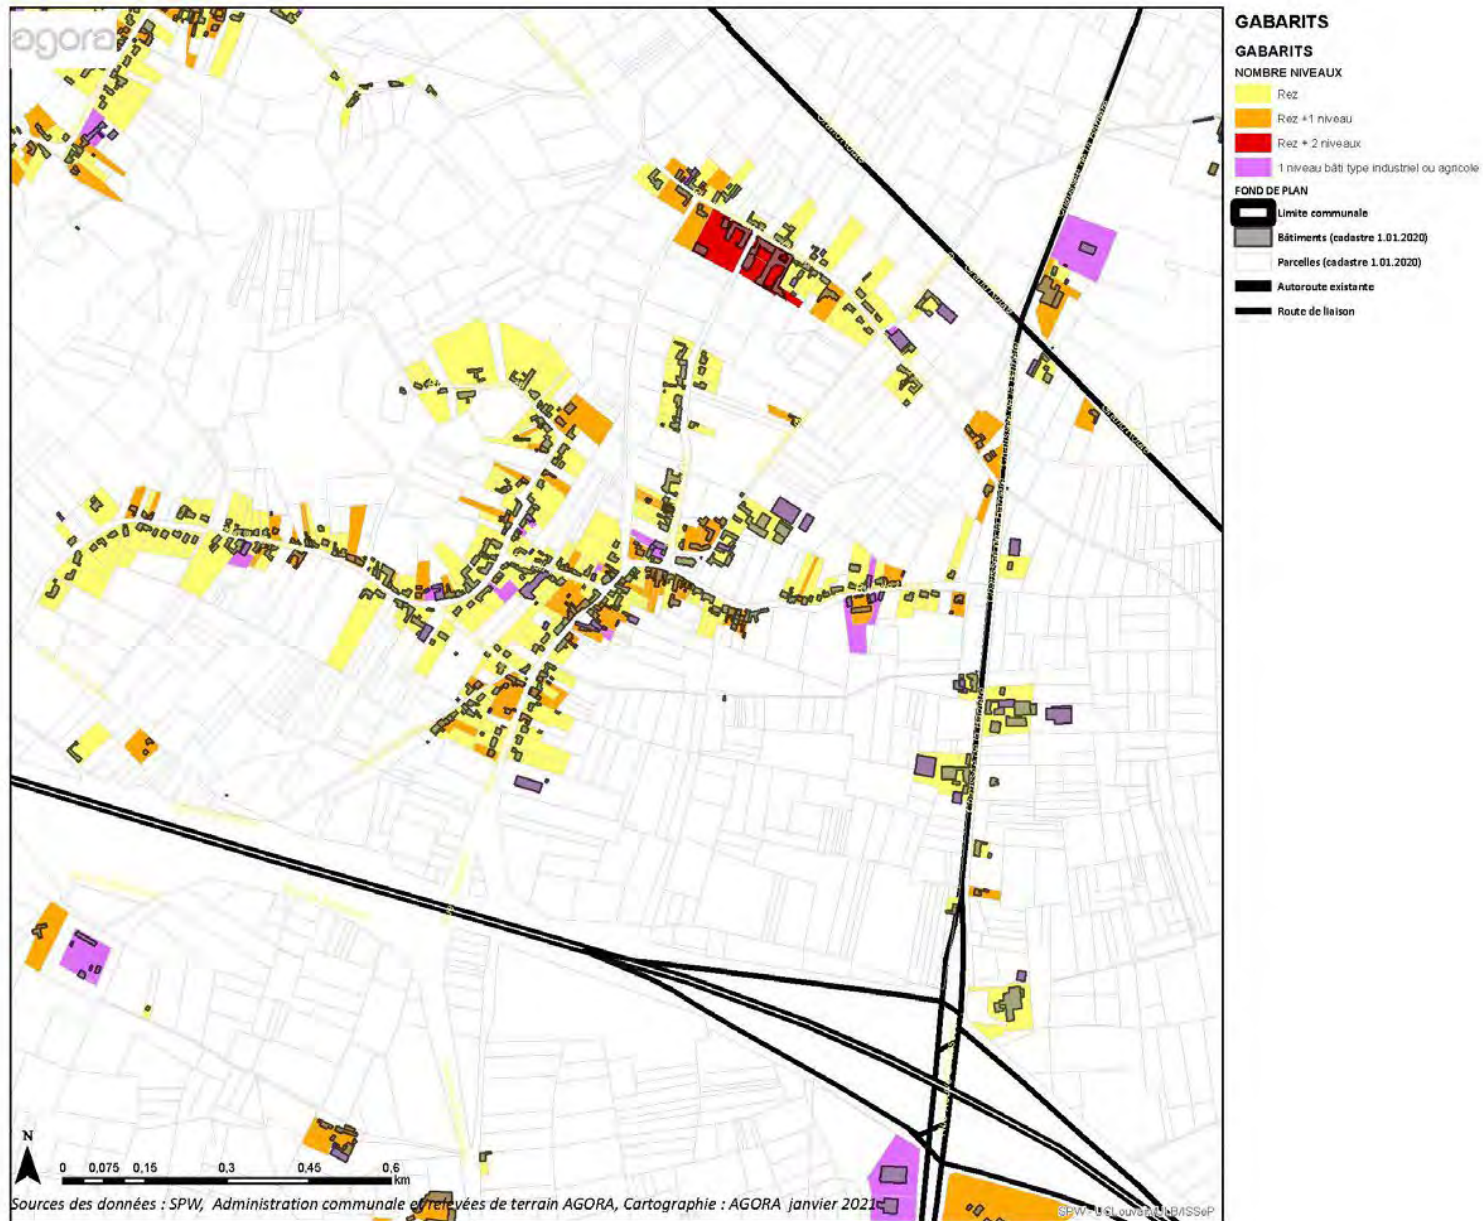 agora
GABARITS
GABARITS
NOMBRE NIVEAUX
Rez
Rez +1 niveau
Rez + 2 niveaux
1 niveau bâti type industriel ou agricole
FOND DE PLAN
Limite communale
Bâtiments (cadastre 1.01.2020)
Parcelles (cadastre 1.01.2020)
Autoroute existante
Route de liaison
N
0 0,075 0,15 0,3 0,45 0,6
km
Sources des données : SPW, Administration communale et relevées de terrain AGORA, Cartographie : AGORA janvier 2021